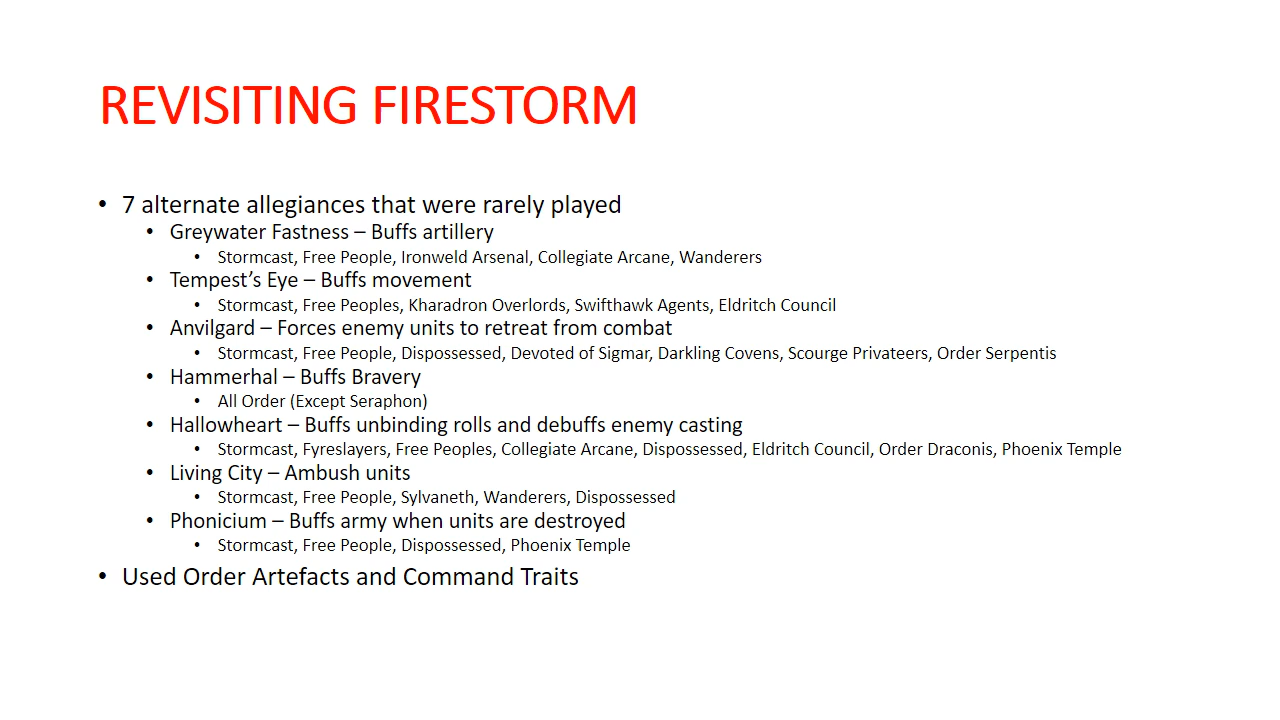 REVISITING FIRESTORM
• 7 alternate allegiances that were rarely played
• Greywater Fastness – Buffs artillery
• Stormcast, Free People, Ironweld Arsenal, Collegiate Arcane, Wanderers
• Tempest’s Eye – Buffs movement
• Stormcast, Free Peoples, Kharadron Overlords, Swifthawk Agents, Eldritch Council
• Anvilgard – Forces enemy units to retreat from combat
• Stormcast, Free People, Dispossessed, Devoted of Sigmar, Darkling Covens, Scourge Privateers, Order Serpentis
• Hammerhal – Buffs Bravery
• All Order (Except Seraphon)
• Hallowheart – Buffs unbinding rolls and debuffs enemy casting
• Stormcast, Fyreslayers, Free Peoples, Collegiate Arcane, Dispossessed, Eldritch Council, Order Draconis, Phoenix Temple
• Living City – Ambush units
• Stormcast, Free People, Sylvaneth, Wanderers, Dispossessed
• Phonicium – Buffs army when units are destroyed
• Stormcast, Free People, Dispossessed, Phoenix Temple
• Used Order Artefacts and Command Traits